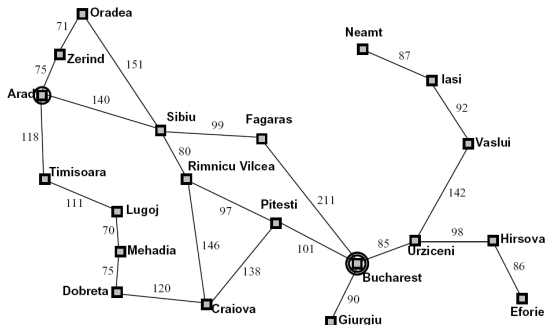 Oradea
71
Neamt
Zerind
87
75
151
Iasi
Arad
140
92
Sibiu
Fagaras
99
118
Vaslui
80
Rimnicu Vilcea
Timisoara
142
111
211
Pitesti
97
Lugoj
70
146
101
85
98
Hirsova
Mehadia
138
Urziceni
75
86
Bucharest
Dobreta
120
90
Craiova
Eforie
Giurgiu